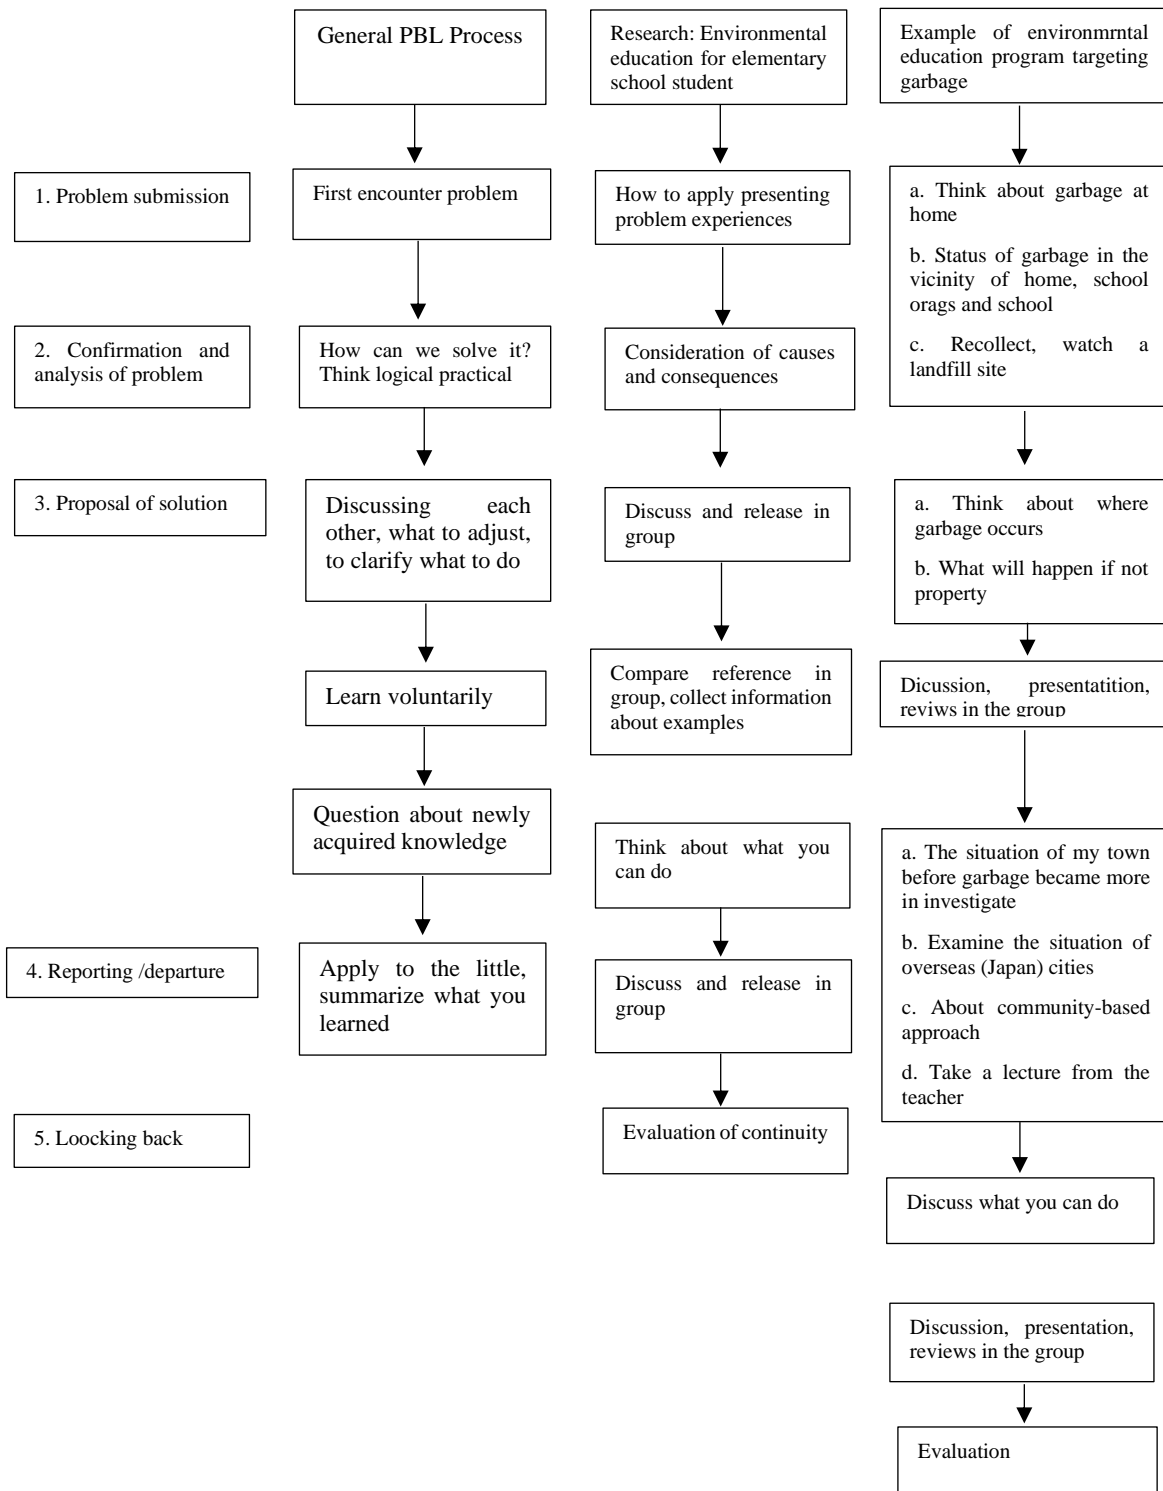 General PBL Process
Research: Environmental
education for elementary
school student
Example of environmrntal
education program targeting
garbage
1. Problem submission
First encounter problem
How to apply presenting
problem experiences
a. Think about garbage at
home
b. Status of garbage in the
vicinity of home, school
orags and school
c. Recollect, watch a
landfill site
2. Confirmation and
analysis of problem
How can we solve it?
Think logical practical
Consideration of causes
and consequences
3. Proposal of solution
Discussing each
other, what to adjust,
to clarify what to do
Discuss and release in
group
a. Think about where
garbage occurs
b. What will happen if not
property
Learn voluntarily
Compare reference in
group, collect information
about examples
Dicussion, presentatition,
reviws in the group
Question about newly
acquired knowledge
Think about what you
can do
a. The situation of my town
before garbage became more
in investigate
b. Examine the situation of
overseas (Japan) cities
c. About community-based
approach
d. Take a lecture from the
teacher
4. Reporting /departure
Apply to the little,
summarize what you
learned
Discuss and release in
group
5. Loocking back
Evaluation of continuity
Discuss what you can do
Discussion, presentation,
reviews in the group
Evaluation